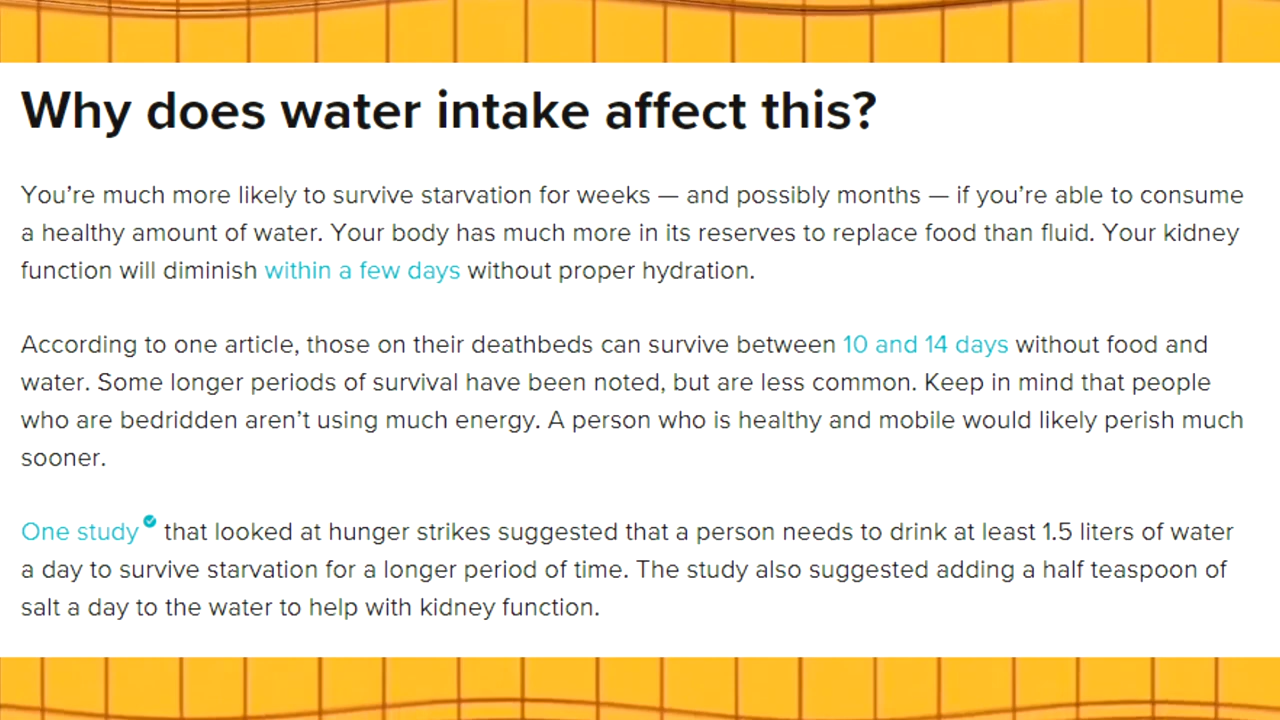 Why does water intake affect this?
You’re much more likely to survive starvation for weeks — and possibly months — if you’re able to consume
a healthy amount of water. Your body has much more in its reserves to replace food than fluid. Your kidney
function will diminish within a few days without proper hydration.
According to one article, those on their deathbeds can survive between 10 and 14 days without food and
water. Some longer periods of survival have been noted, but are less common. Keep in mind that people
who are bedridden aren’t using much energy. A person who is healthy and mobile would likely perish much
sooner.
One study that looked at hunger strikes suggested that a person needs to drink at least 1.5 liters of water
a day to survive starvation for a longer period of time. The study also suggested adding a half teaspoon of
salt a day to the water to help with kidney function.